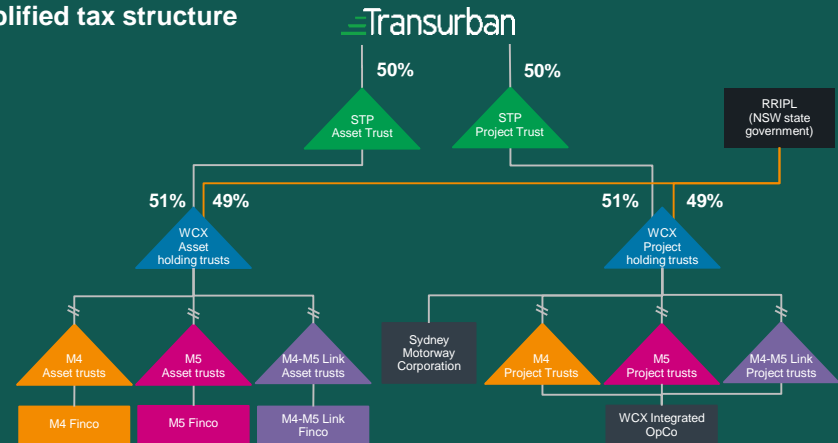 plified tax structure
Transurban
50%
50%
STP
Asset Trust
STP
Project Trust
RRIPL
(NSW state
government)
51%
49%
51%
49%
WCX
Asset
holding trusts
WCX
Project
holding trusts
M4
Asset trusts
M5
Asset trusts
M4-M5 Link
Asset trusts
Sydney
Motorway
Corporation
M4
Project Trusts
M5
Project trusts
M4-M5 Link
Project trusts
M4 Finco
M5 Finco
M4-M5 Link
Finco
WCX Integrated
OpCo